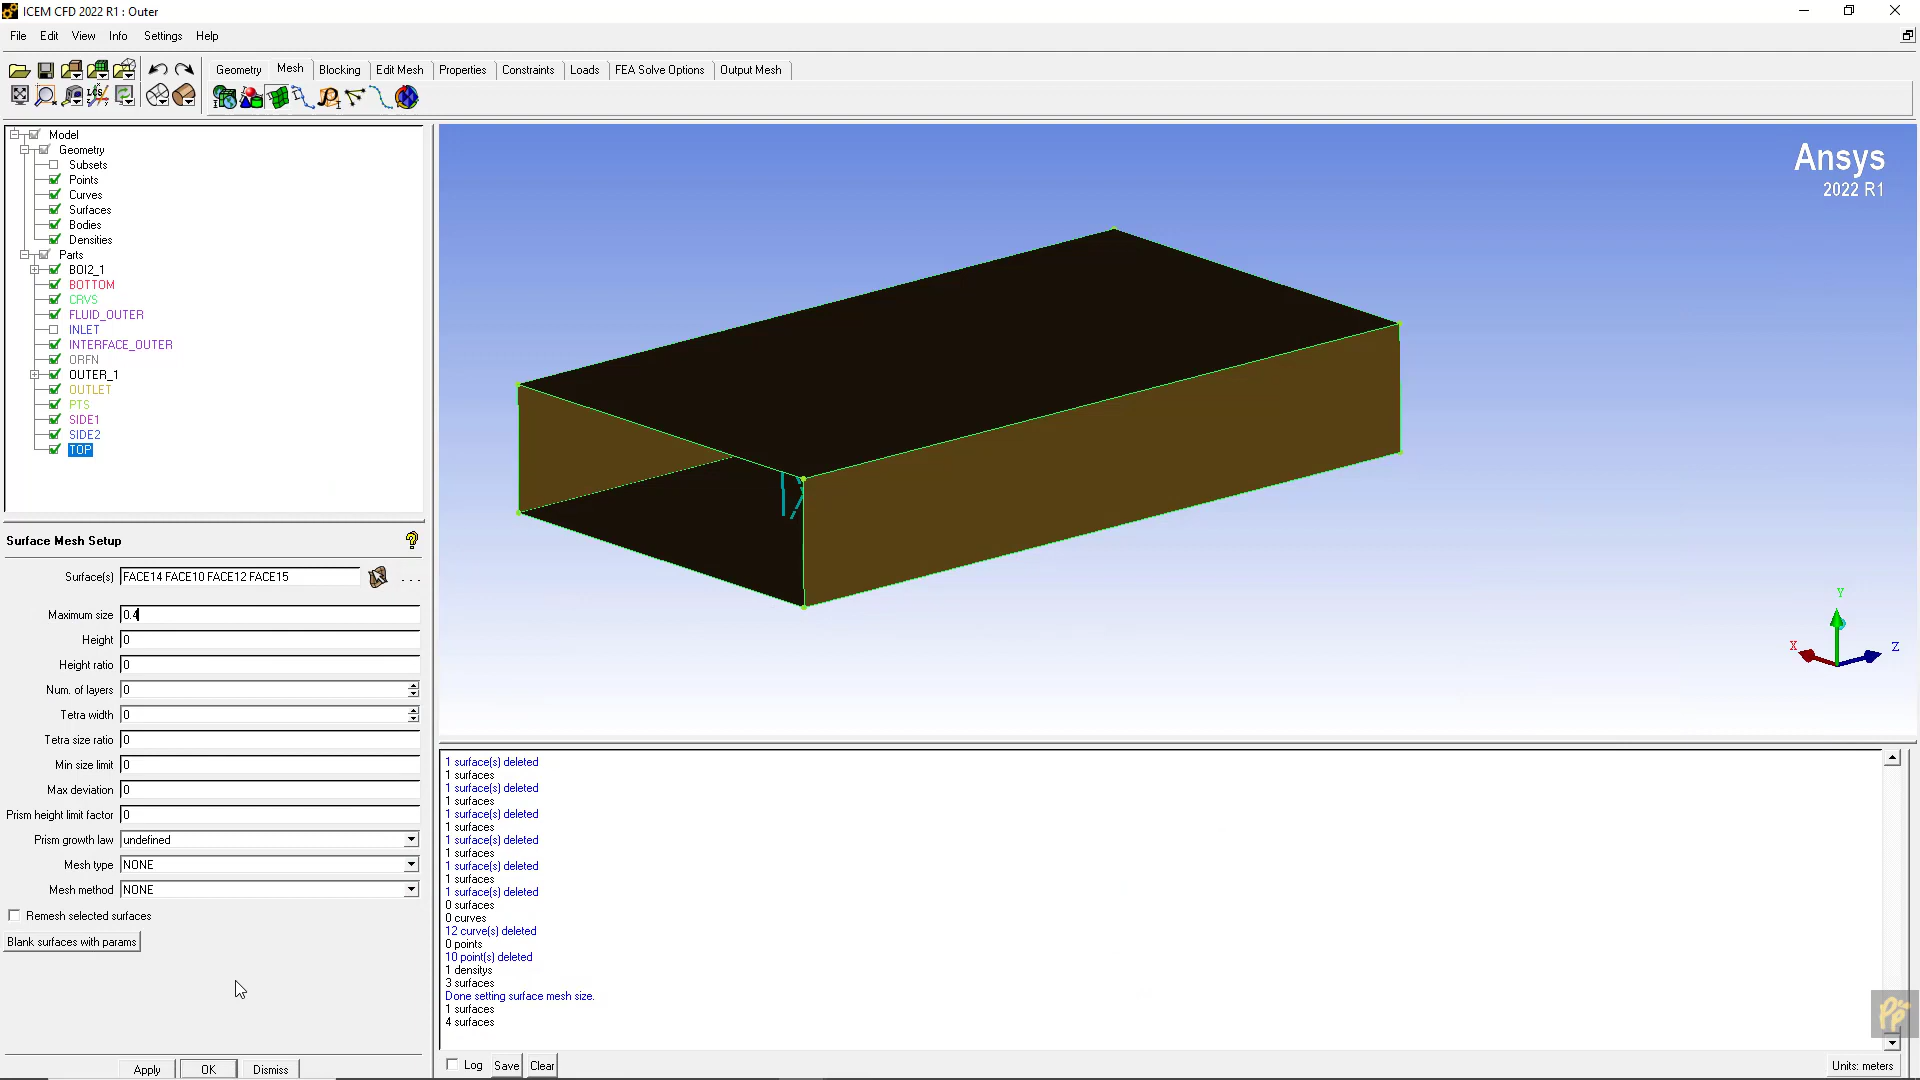 ICEM CFD 2022 R1 : Outer
File Edit View Info Settings Help
Geometry Mesh Blocking Edit Mesh Properties Constraints Loads FEA Solve Options Output Mesh
LCS
Model
Geometry
Subsets
Points
Curves
Surfaces
Bodies
Densities
Parts
BOI2_1
BOTTOM
CRVS
FLUID_OUTER
INLET
INTERFACE_OUTER
ORFN
OUTER_1
OUTLET
PTS
SIDE1
SIDE2
TOP
Surface Mesh Setup
Surface(s) FACE14 FACE10 FACE12 FACE15 ...
Maximum size 0.4
Height 0
Height ratio 0
Num. of layers 0
Tetra width 0
Tetra size ratio 0
Min size limit 0
Max deviation 0
Prism height limit factor 0
Prism growth law undefined
Mesh type NONE
Mesh method NONE
Remesh selected surfaces
Blank surfaces with params
Apply OK Dismiss
Ansys
2022 R1
Y
X
Z
1 surface(s) deleted
1 surfaces
1 surface(s) deleted
1 surfaces
1 surface(s) deleted
1 surfaces
1 surface(s) deleted
1 surfaces
1 surface(s) deleted
1 surfaces
1 surface(s) deleted
0 surfaces
0 curves
12 curve(s) deleted
0 points
10 point(s) deleted
1 densitys
3 surfaces
Done setting surface mesh size.
1 surfaces
4 surfaces
Log Save Clear
Units: meters